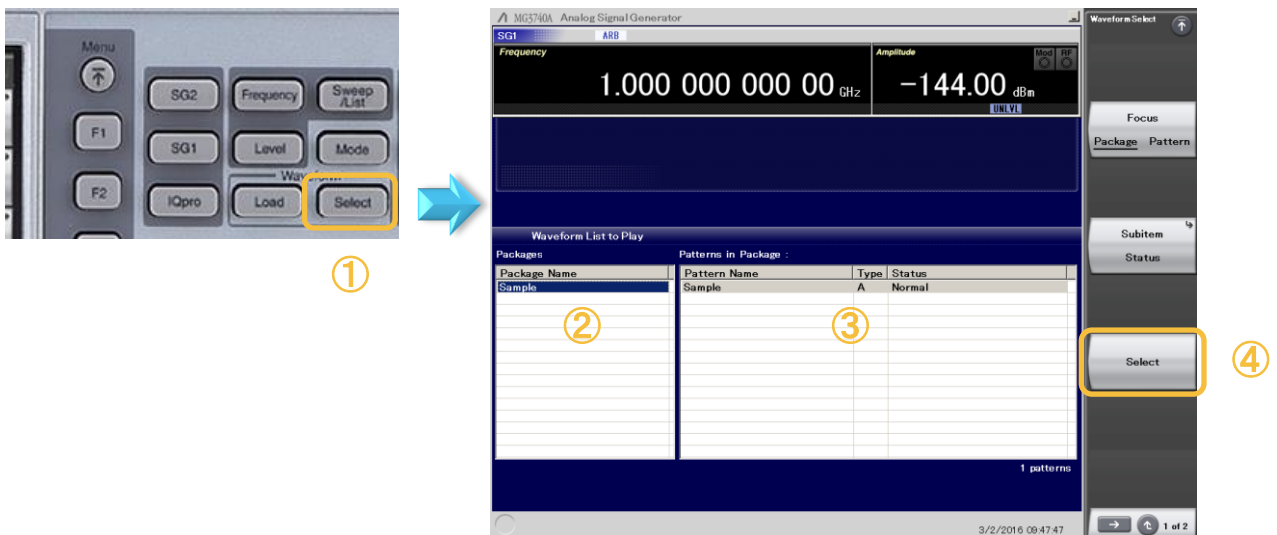 Menu
SG2
Frequency
Sweep
/List
F1
SG1
Level
Mode
F2
IQpro
Load
Select
①
MG3740A Analog Signal Generator
SG1
ARB
Frequency
1.000 000 000 00 GHz
Amplitude
Mod
RF
-144.00 dBm
UNLVL
Waveform List to Play
Packages
Patterns in Package :
Package Name
Pattern Name
Type
Status
Sample
Sample
A
Normal
②
③
1 patterns
3/2/2016 09:47:47
Waveform Select
Focus
Package Pattern
Subitem
Status
Select
④
1 of 2